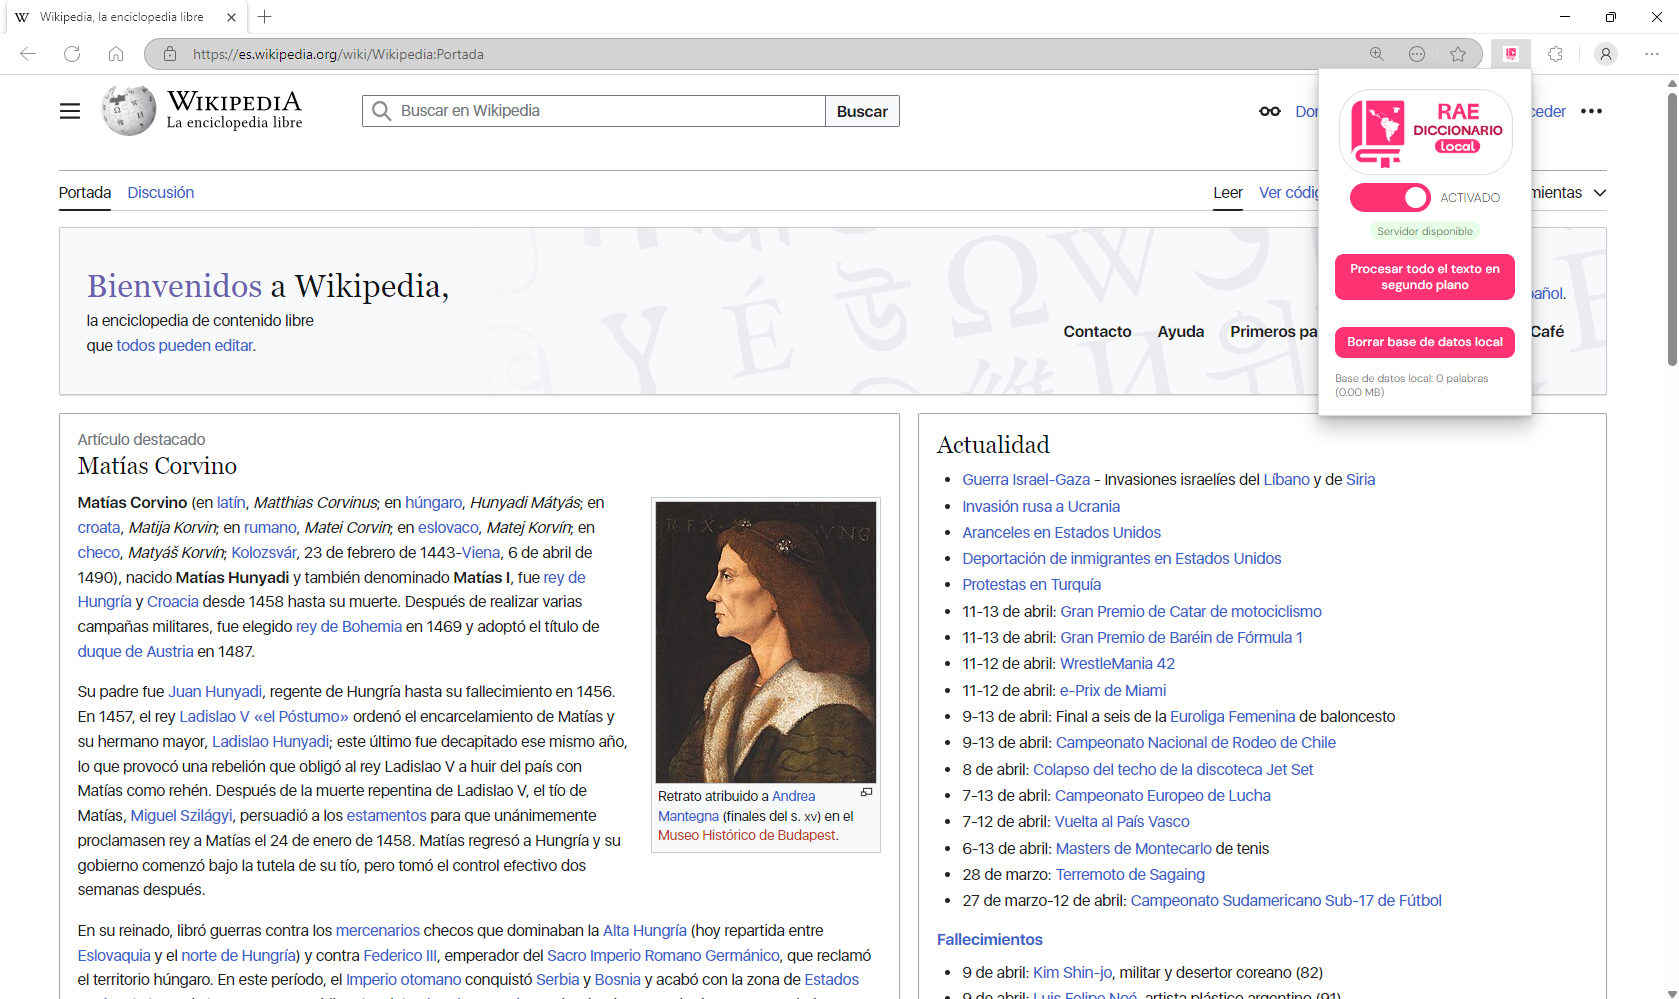 Wikipedia, la enciclopedia libre
https://es.wikipedia.org/wiki/Wikipedia:Portada
WIKIPEDIA
La enciclopedia libre
Buscar en Wikipedia
Buscar
RAE
DICCIONARIO
local
ACTIVADO
Servidor disponible
Procesar todo el texto en
segundo plano
Borrar base de datos local
Base de datos local: 0 palabras
(0.00 MB)
Portada Discusión
Leer
Bienvenidos a Wikipedia,
la enciclopedia de contenido libre
que todos pueden editar.
Contacto Ayuda Primeros Café
Artículo destacado
Matías Corvino
Matías Corvino (en latín, Matthias Corvinus; en húngaro, Hunyadi Mátyás; en
croata, Matija Korvin; en rumano, Matei Corvin; en eslovaco, Matej Korvín; en
checo, Matyáš Korvín; Kolozsvár, 23 de febrero de 1443-Viena, 6 de abril de
1490), nacido Matías Hunyadi y también denominado Matías I, fue rey de
Hungría y Croacia desde 1458 hasta su muerte. Después de realizar varias
campañas militares, fue elegido rey de Bohemia en 1469 y adoptó el título de
duque de Austria en 1487.
Su padre fue Juan Hunyadi, regente de Hungría hasta su fallecimiento en 1456.
En 1457, el rey Ladislao V «el Póstumo» ordenó el encarcelamiento de Matías y
su hermano mayor, Ladislao Hunyadi; este último fue decapitado ese mismo año,
lo que provocó una rebelión que obligó al rey Ladislao V a huir del país con
Matías como rehén. Después de la muerte repentina de Ladislao V, el tío de
Matías, Miguel Szilágyi, persuadió a los estamentos para que unánimemente
proclamasen rey a Matías el 24 de enero de 1458. Matías regresó a Hungría y su
gobierno comenzó bajo la tutela de su tío, pero tomó el control efectivo dos
semanas después.
En su reinado, libró guerras contra los mercenarios checos que dominaban la Alta Hungría (hoy repartida entre
Eslovaquia y el norte de Hungría) y contra Federico III, emperador del Sacro Imperio Romano Germánico, que reclamó
el territorio húngaro. En este período, el Imperio otomano conquistó Serbia y Bosnia y acabó con la zona de Estados
Retrato atribuido a Andrea
Mantegna (finales del s. XV) en el
Museo Histórico de Budapest.
Actualidad
Guerra Israel-Gaza - Invasiones israelíes del Líbano y de Siria
Invasión rusa a Ucrania
Aranceles en Estados Unidos
Deportación de inmigrantes en Estados Unidos
Protestas en Turquía
11-13 de abril: Gran Premio de Catar de motociclismo
11-13 de abril: Gran Premio de Baréin de Fórmula 1
11-12 de abril: WrestleMania 42
11-12 de abril: e-Prix de Miami
9-13 de abril: Final a seis de la Euroliga Femenina de baloncesto
9-13 de abril: Campeonato Nacional de Rodeo de Chile
8 de abril: Colapso del techo de la discoteca Jet Set
7-13 de abril: Campeonato Europeo de Lucha
7-12 de abril: Vuelta al País Vasco
6-13 de abril: Masters de Montecarlo de tenis
28 de marzo: Terremoto de Sagaing
27 de marzo-12 de abril: Campeonato Sudamericano Sub-17 de Fútbol
Fallecimientos
9 de abril: Kim Shin-jo, militar y desertor coreano (82)
9 de abril: Luis Felipe Noé, artista plástico argentino (91)